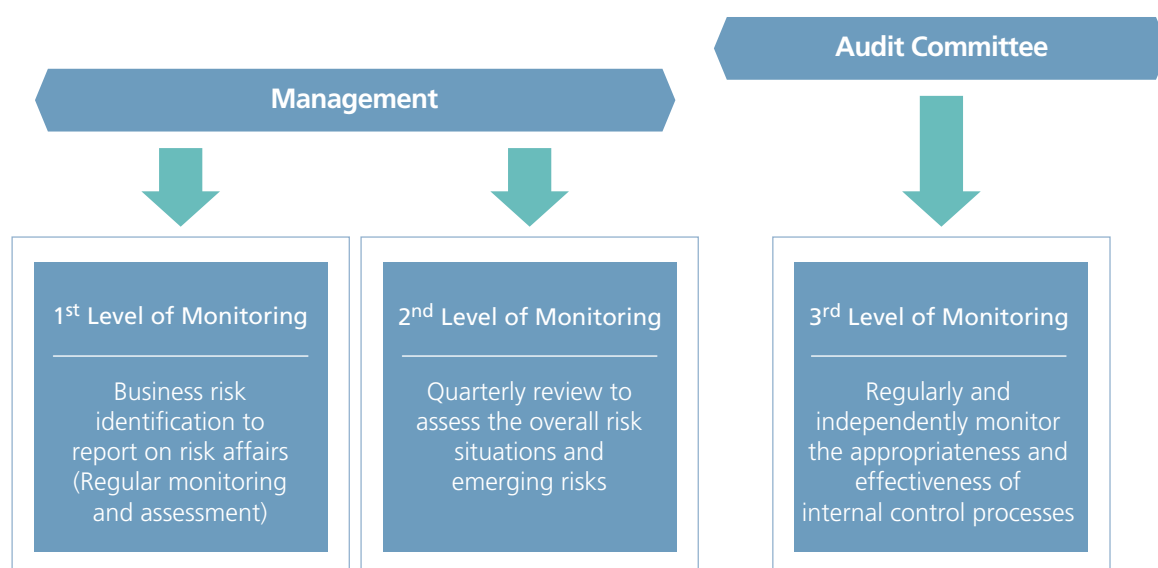 Audit Committee
Management
1st Level of Monitoring
Business risk
identification to
report on risk affairs
(Regular monitoring
and assessment)
2nd Level of Monitoring
Quarterly review to
assess the overall risk
situations and
emerging risks
3rd Level of Monitoring
Regularly and
independently monitor
the appropriateness and
effectiveness of
internal control processes